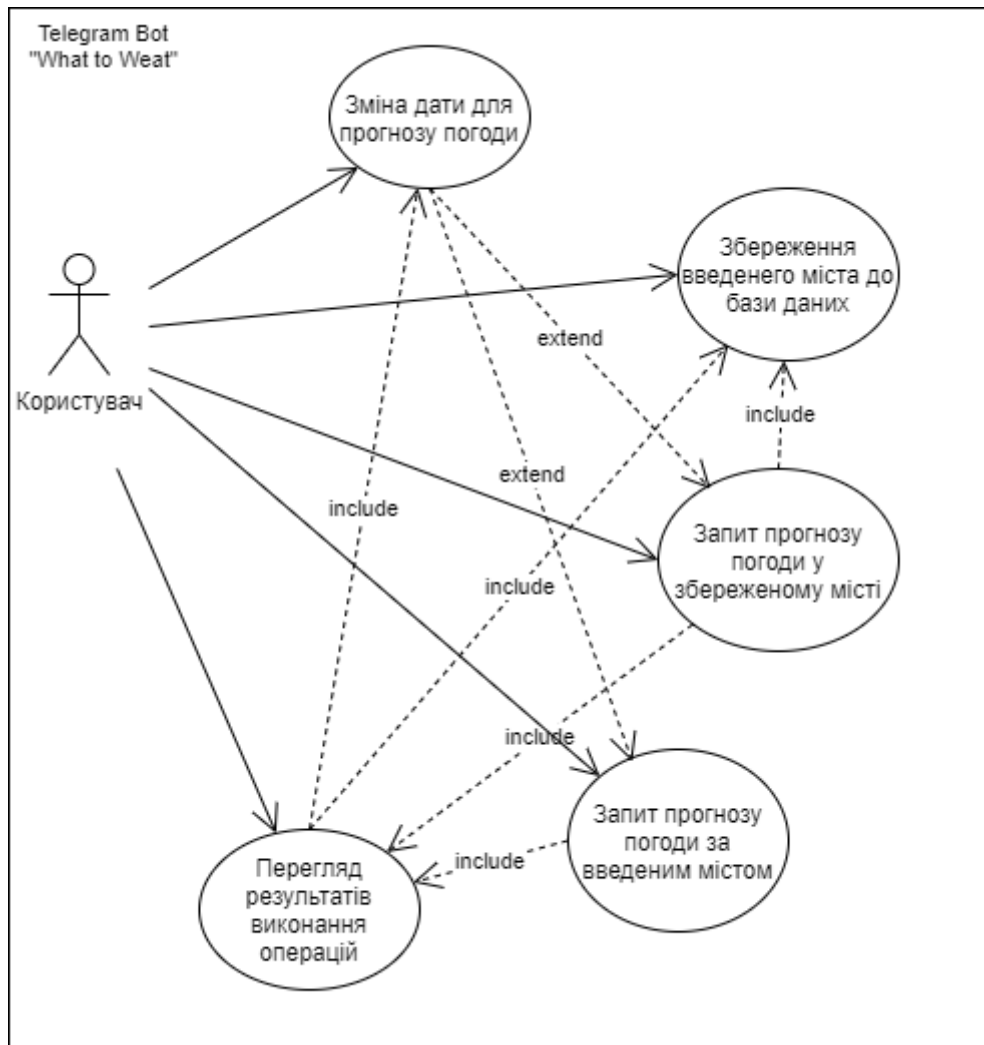 Telegram Bot
"What to Weat"
Зміна дати для
прогнозу погоди
Збереження
введенего міста до
бази даних
extend
Користувач
include
extend
include
Запит прогнозу
погоди у
збереженому місті
include
include
Запит прогнозу
погоди за
введеним містом
include
Перегляд
результатів
виконання
операцій